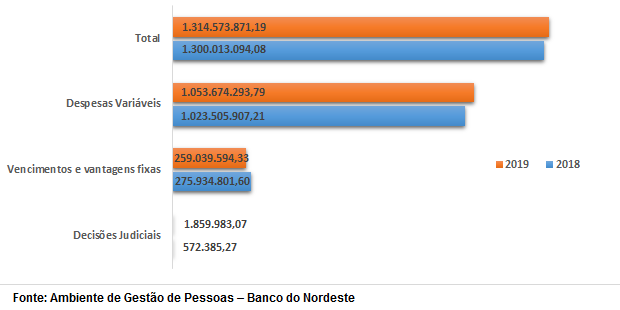 Total
1.314.573.871,19
1.300.013.094,08
Despesas Variáveis
1.053.674.293,79
1.023.505.907,21
Vencimentos e vantagens fixas
259.039.594,33
275.934.801,60
2019
2018
Decisões Judiciais
1.859.983,07
572.385,27
Fonte: Ambiente de Gestão de Pessoas – Banco do Nordeste